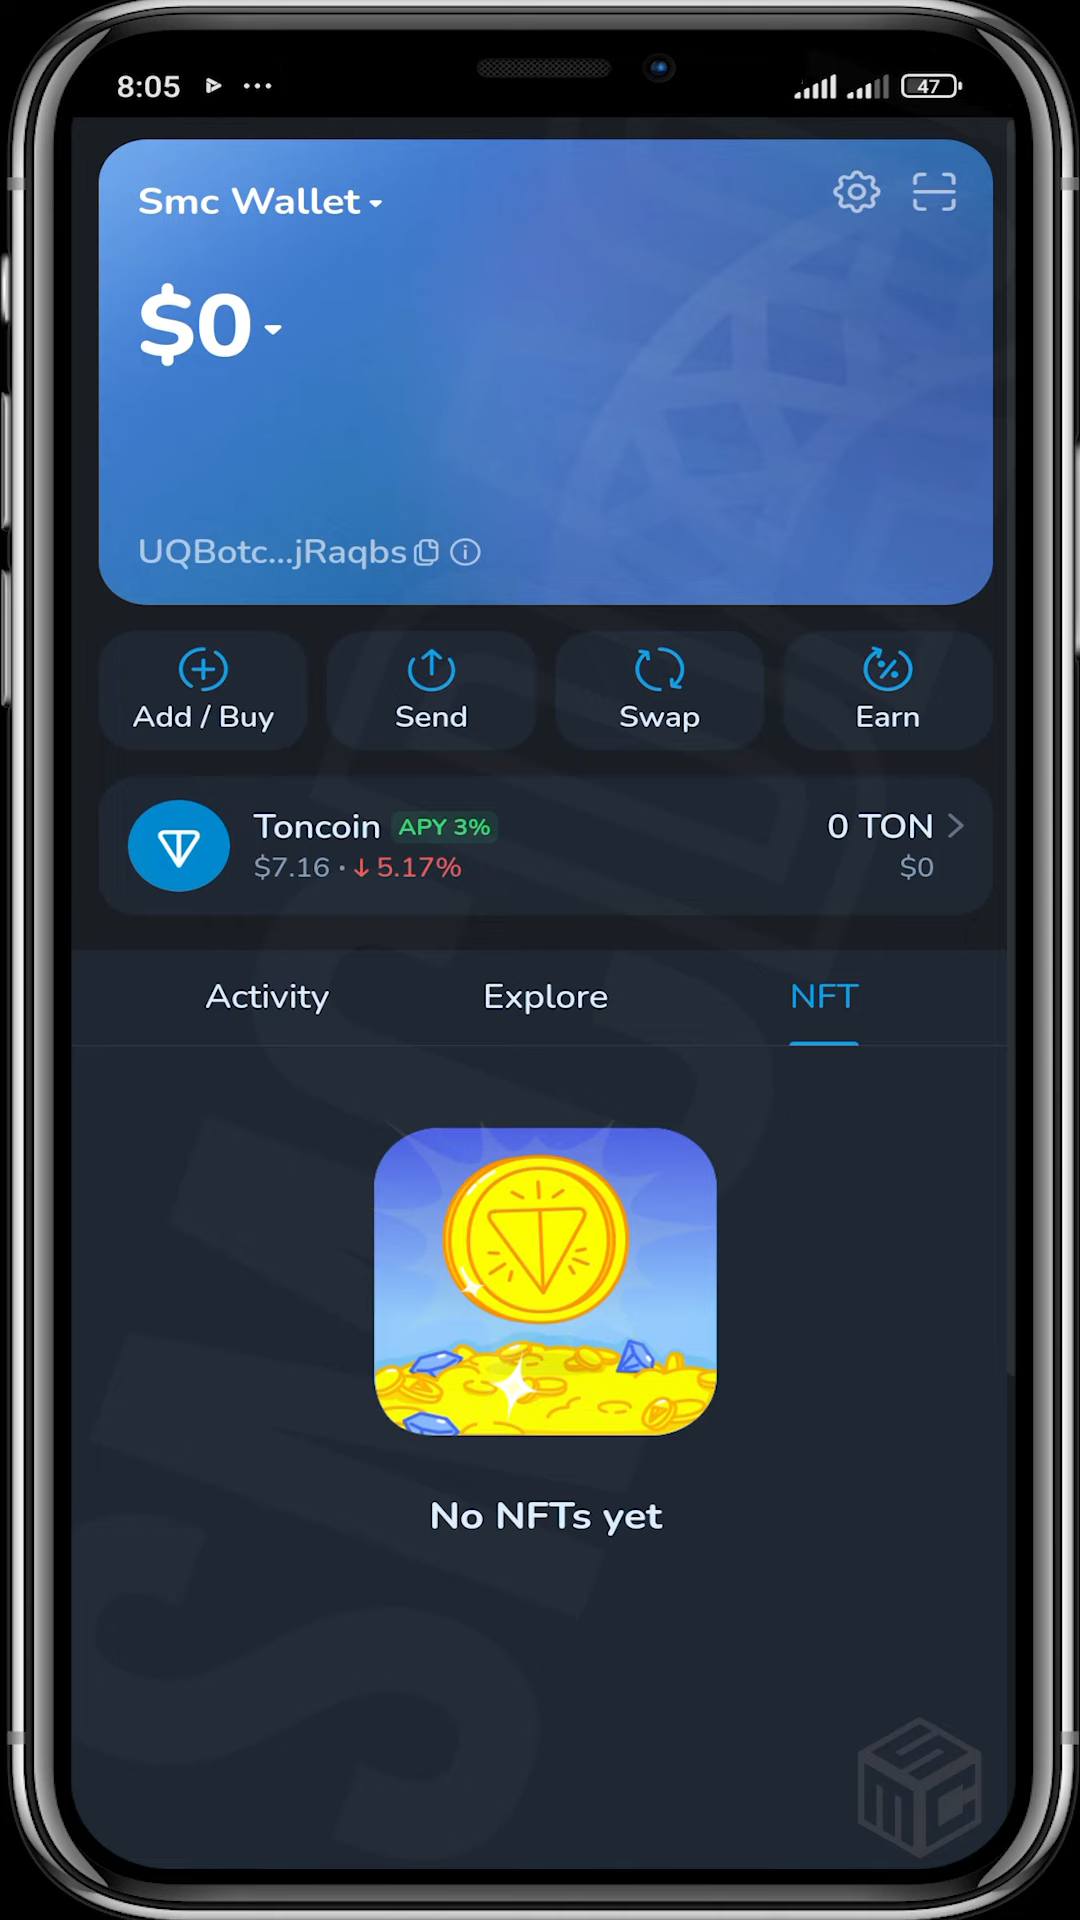 8:05
47
Smc Wallet
$0
UQBotc...jRaqbs
Add / Buy
Send
Swap
Earn
Toncoin APY 3%
0 TON
$7.16 · ↓ 5.17%
$0
Activity
Explore
NFT
No NFTs yet
SMC